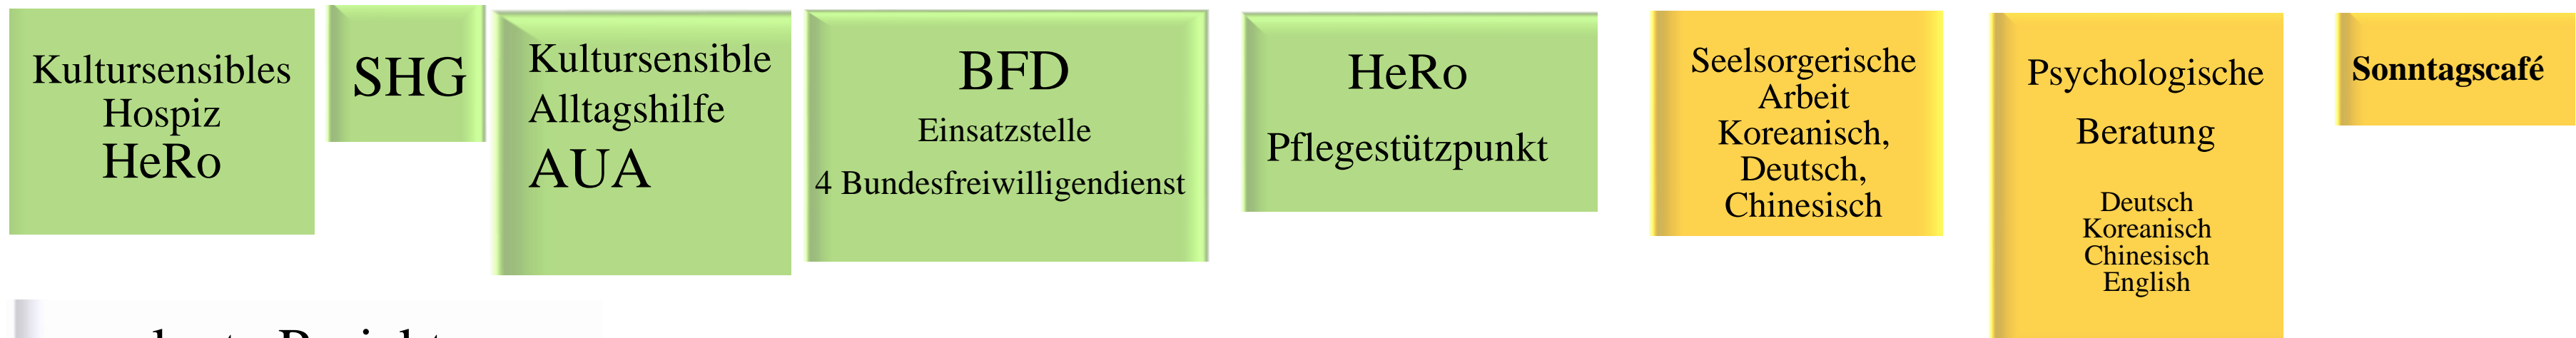 Kultursensibles
Hospiz
HeRo
SHG
Kultursensible
Alltagshilfe
AUA
BFD
Einsatzstelle
4 Bundesfreiwilligendienst
HeRo
Pflegestützpunkt
Seelsorgerische
Arbeit
Koreanisch,
Deutsch,
Chinesisch
Psychologische
Beratung
Deutsch
Koreanisch
Chinesisch
English
Sonntagscafé